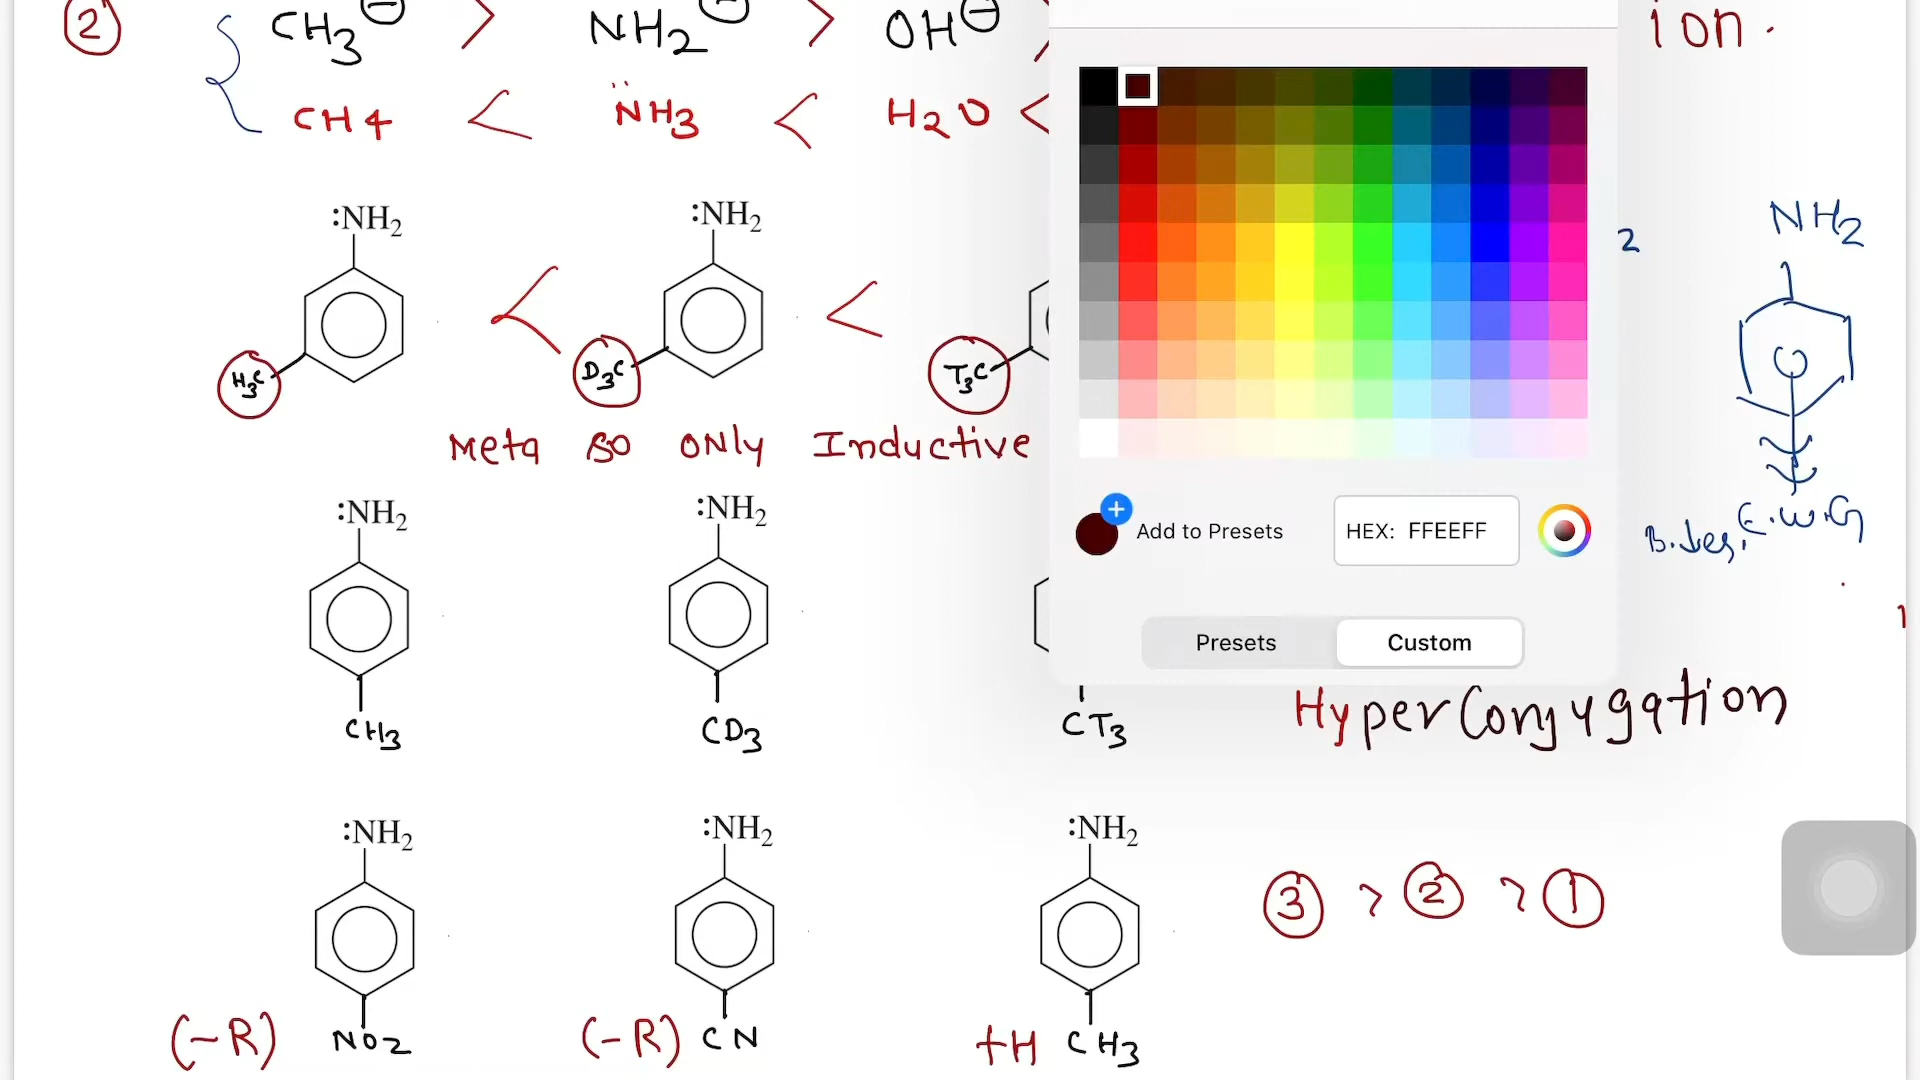 2 CH3⊖ > NH2⊖ > OH⊖ ion.
CH4 < N̈H3 < H2O <
:NH2 :NH2 2 NH2
< <
H3C D3C T3C
Meta so only Inductive
:NH2 :NH2 E.W.G
Add to Presets HEX: FFEEFF
Presets Custom
CH3 CD3 CT3 HyperConjugation
:NH2 :NH2 :NH2
3 > 2 > 1
(-R) NO2 (-R) CN +H CH3